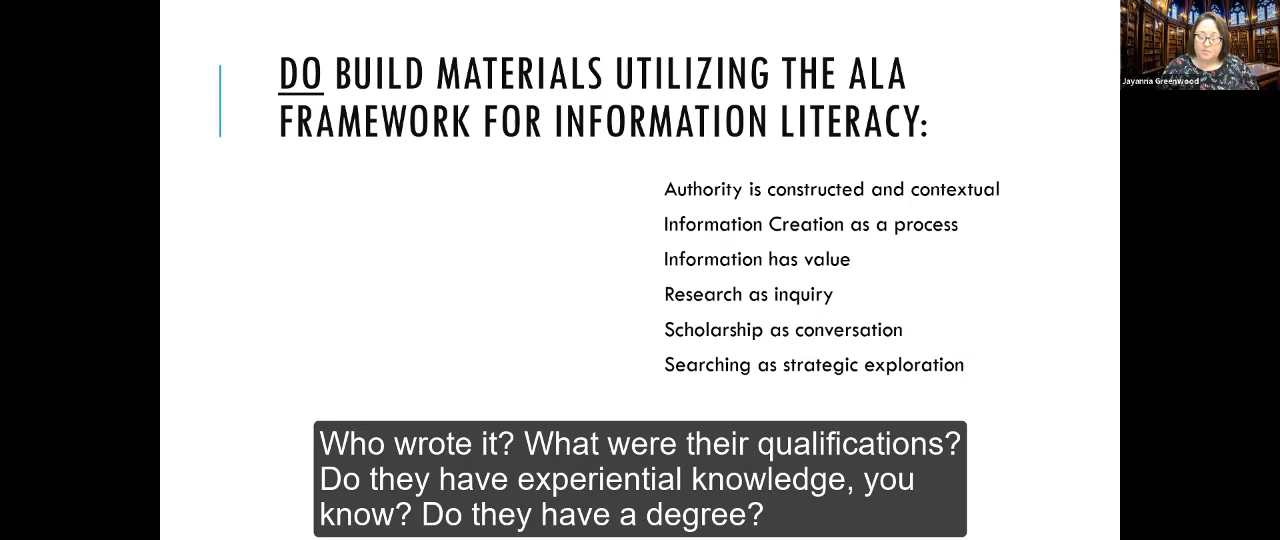 DO BUILD MATERIALS UTILIZING THE ALA
FRAMEWORK FOR INFORMATION LITERACY:
Jayanna Greenwood
Authority is constructed and contextual
Information Creation as a process
Information has value
Research as inquiry
Scholarship as conversation
Searching as strategic exploration
Who wrote it? What were their qualifications?
Do they have experiential knowledge, you
know? Do they have a degree?